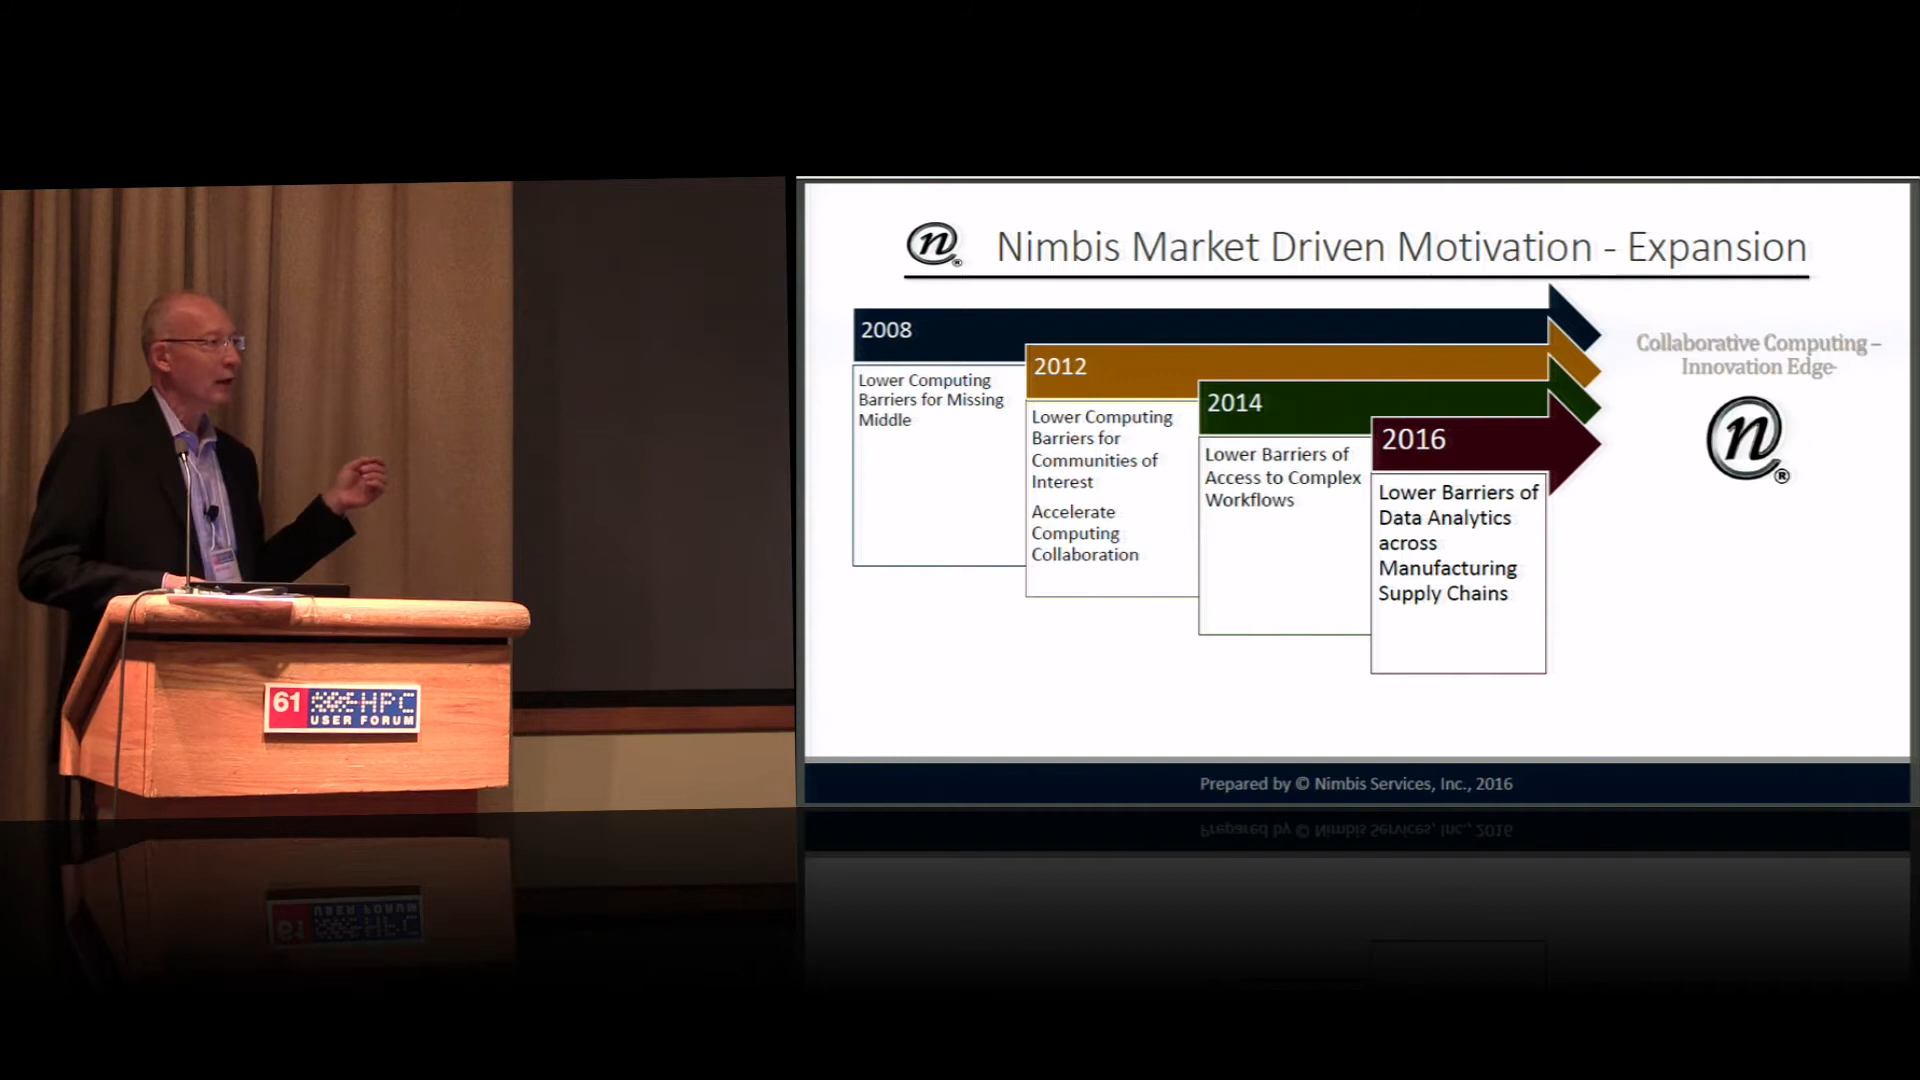 n®
Nimbis Market Driven Motivation - Expansion
2008
Lower Computing
Barriers for Missing
Middle
2012
Lower Computing
Barriers for
Communities of
Interest
Accelerate
Computing
Collaboration
2014
Lower Barriers of
Access to Complex
Workflows
2016
Lower Barriers of
Data Analytics
across
Manufacturing
Supply Chains
Collaborative Computing –
Innovation Edge-
n®
Prepared by © Nimbis Services, Inc., 2016
61 HPC
USER FORUM